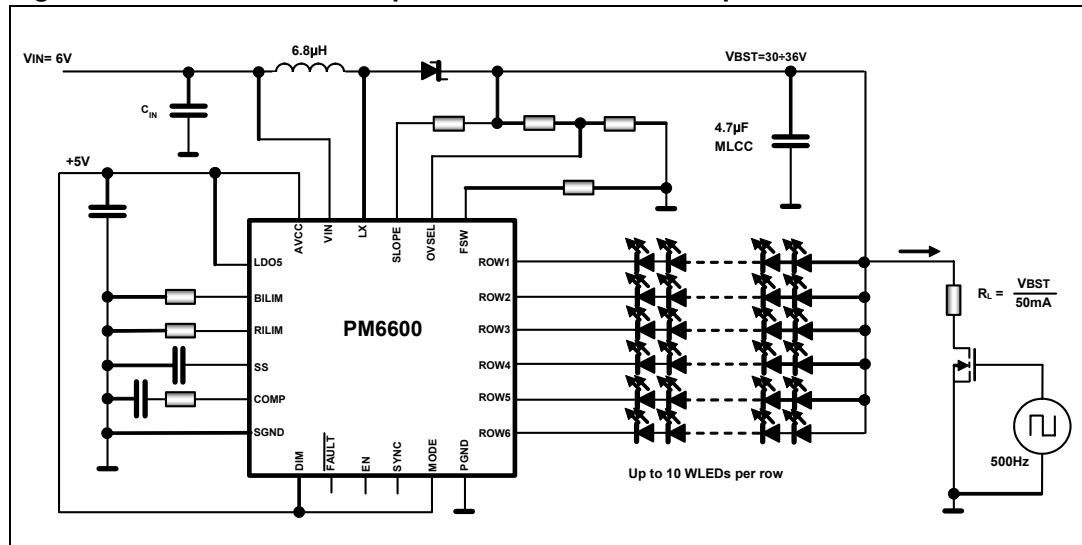 VIN= 6V
6.8µH
VBST=30÷36V
CIN
4.7µF
MLCC
+5V
AVCC
VIN
LX
SLOPE
OVSEL
FSW
LDO5
BILIM
RILIM
SS
COMP
SGND
PM6600
ROW1
ROW2
ROW3
ROW4
ROW5
ROW6
DIM
FAULT
EN
SYNC
MODE
PGND
RL = VBST
50mA
500Hz
Up to 10 WLEDs per row